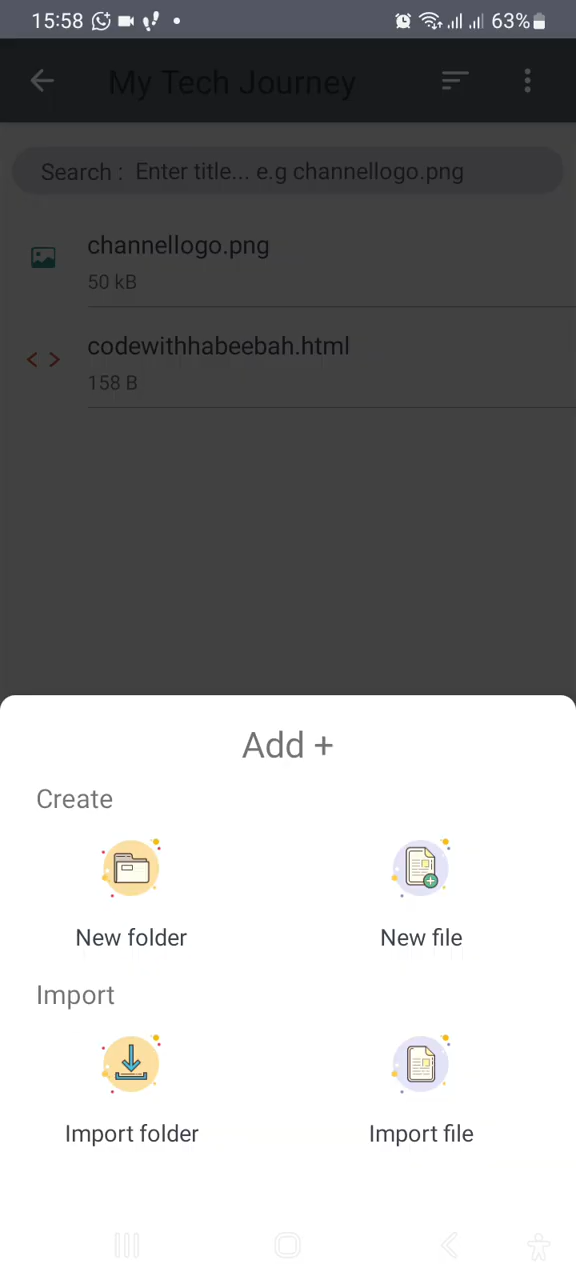 15:58 63%
My Tech Journey
Search : Enter title... e.g channellogo.png
channellogo.png
50 kB
codewithhabeebah.html
158 B
Add +
Create
New folder New file
Import
Import folder Import file